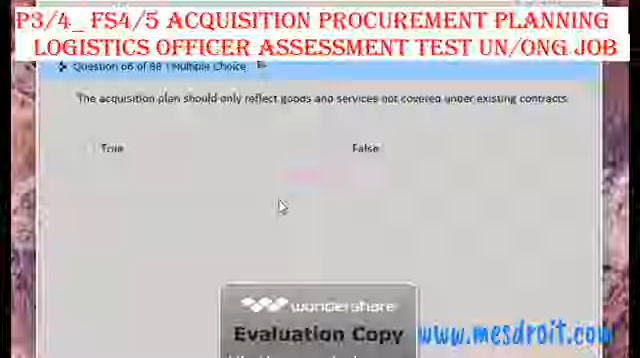 P3/4_ FS4/5 ACQUISITION PROCUREMENT PLANNING
LOGISTICS OFFICER ASSESSMENT TEST UN/ONG JOB
Question 66 of 88 | Multiple Choice
The acquisition plan should only reflect goods and services not covered under existing contracts.
True
False
wondershare
Evaluation Copy
www.mesdroit.com